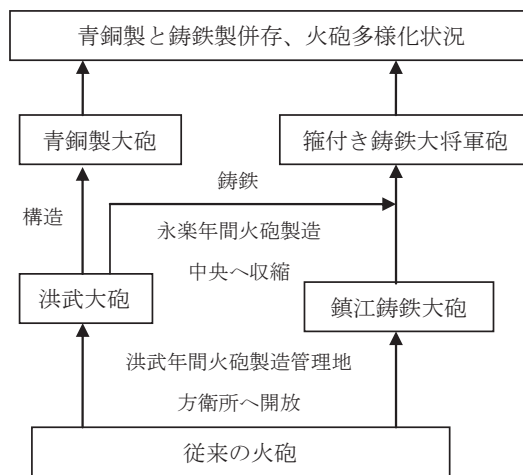 青銅製と鋳鉄製併存、火砲多様化状況
青銅製大砲
箍付き鋳鉄大将軍砲
鋳鉄
構造
永楽年間火砲製造
中央へ収縮
洪武大砲
鎮江鋳鉄大砲
洪武年間火砲製造管理地
方衛所へ開放
従来の火砲